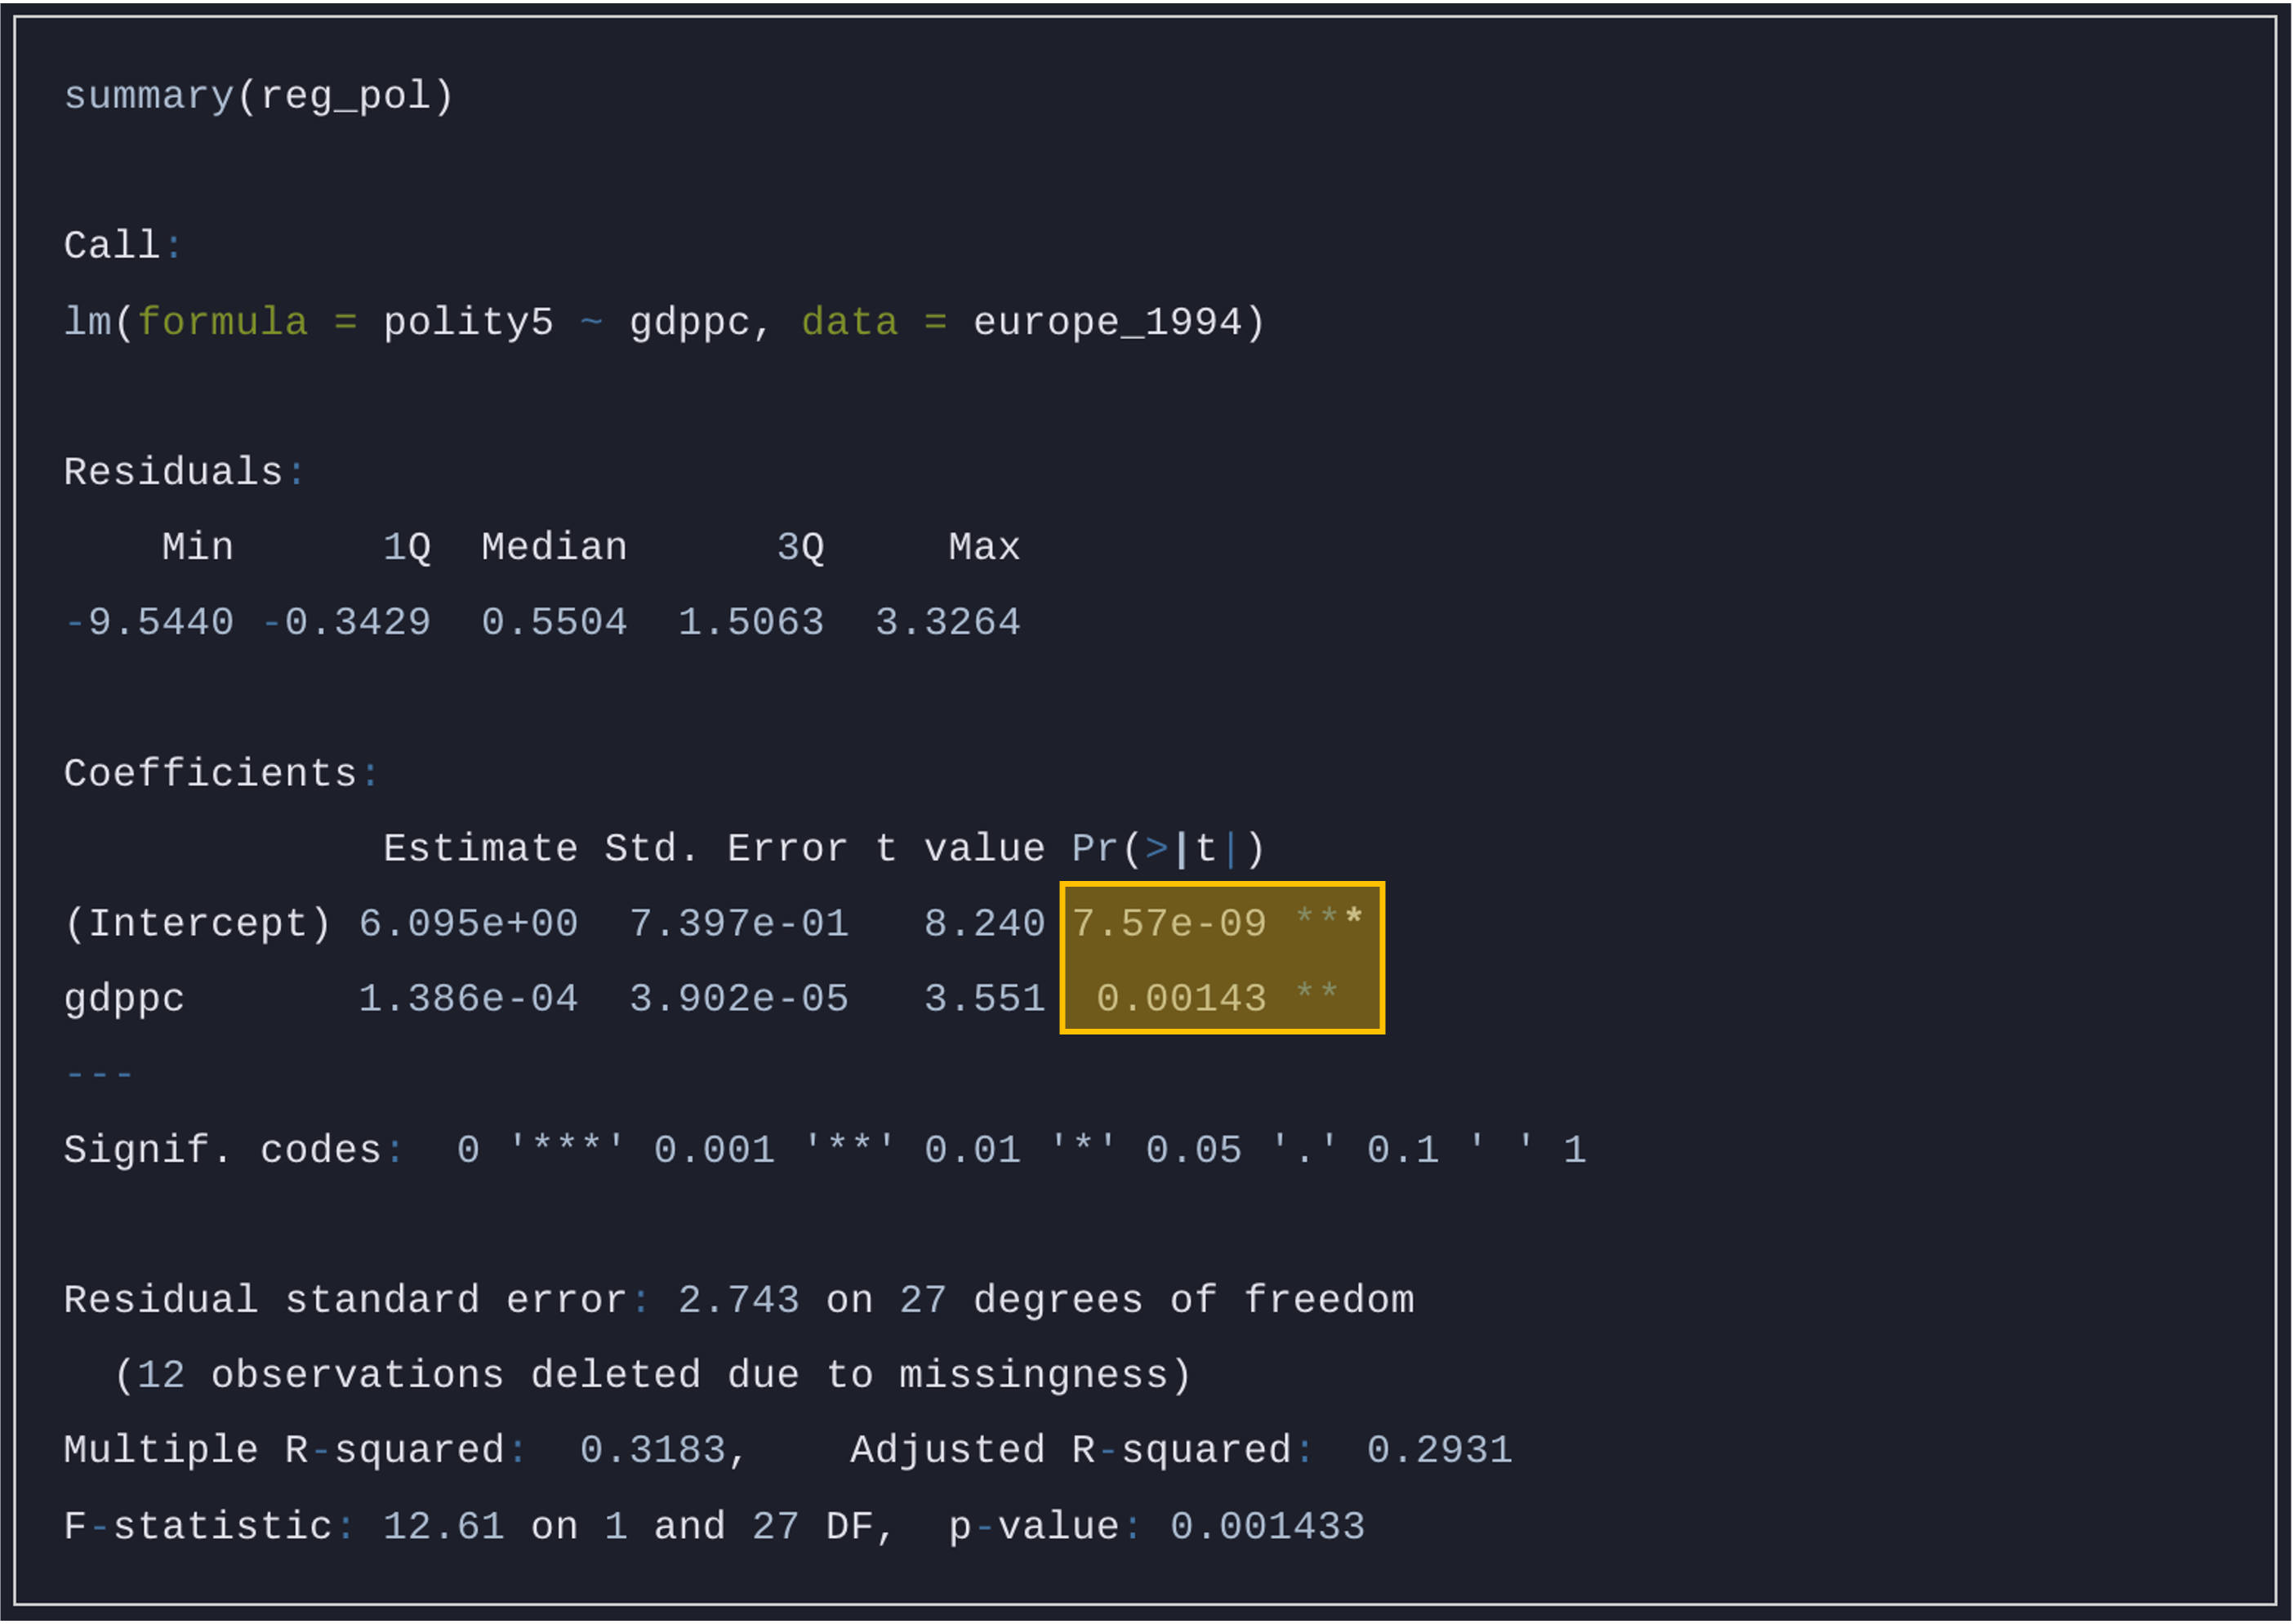 summary(reg_pol)
Call:
lm(formula = polity5 ~ gdppc, data = europe_1994)
Residuals:
    Min      1Q  Median      3Q     Max
-9.5440 -0.3429  0.5504  1.5063  3.3264
Coefficients:
             Estimate Std. Error t value Pr(>|t|)
(Intercept) 6.095e+00  7.397e-01   8.240 7.57e-09 ***
gdppc       1.386e-04  3.902e-05   3.551  0.00143 **
---
Signif. codes:  0 '***' 0.001 '**' 0.01 '*' 0.05 '.' 0.1 ' ' 1
Residual standard error: 2.743 on 27 degrees of freedom
  (12 observations deleted due to missingness)
Multiple R-squared:  0.3183,    Adjusted R-squared:  0.2931
F-statistic: 12.61 on 1 and 27 DF,  p-value: 0.001433